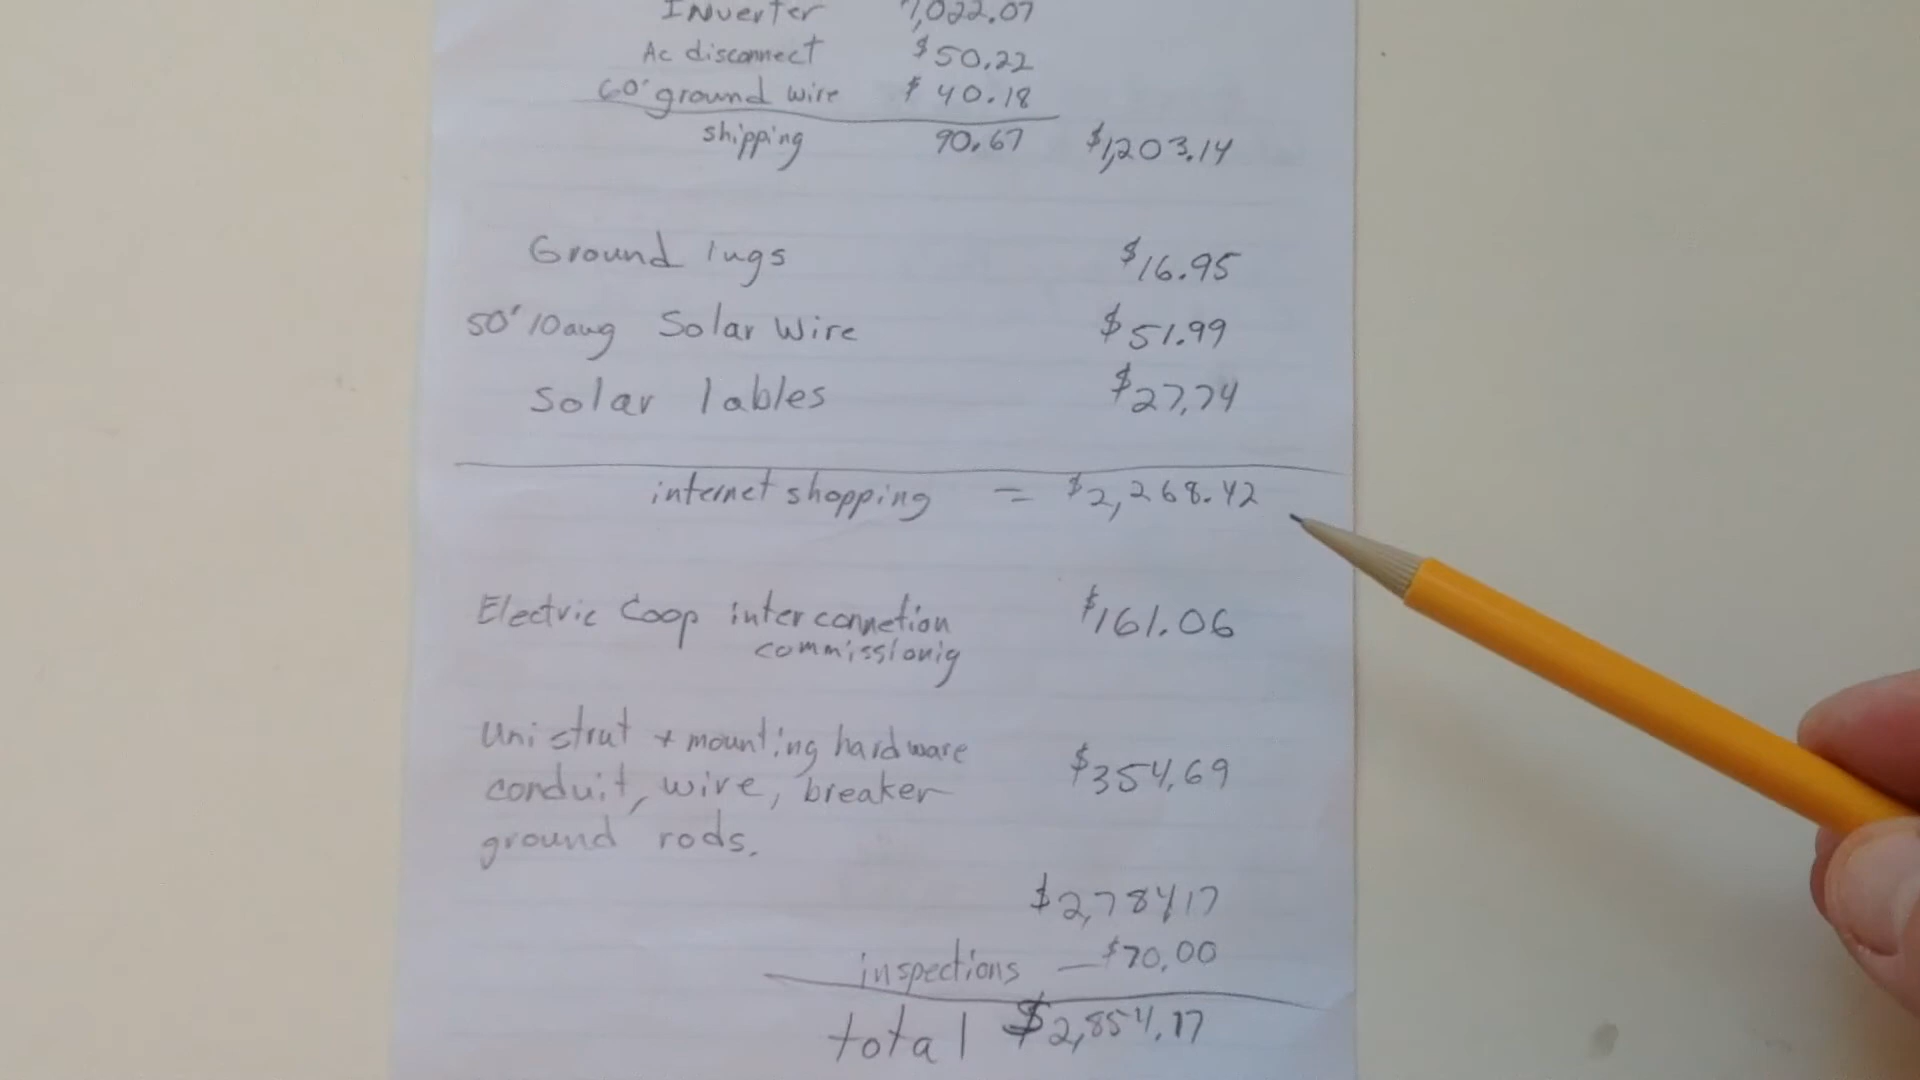 Inverter 1,022.07
Ac disconnect $50.22
60' ground wire $40.18
shipping 90.67 $1,203.14
Ground lugs $16.95
50' 10awg Solar Wire $51.99
Solar lables $27.74
internet shopping = $2,268.42
Electric Coop interconnetion $161.06
commissionig
Unistrut + mounting hardware
conduit, wire, breaker $354.69
ground rods.
$2,784.17
inspections — $70.00
total $2,854.17